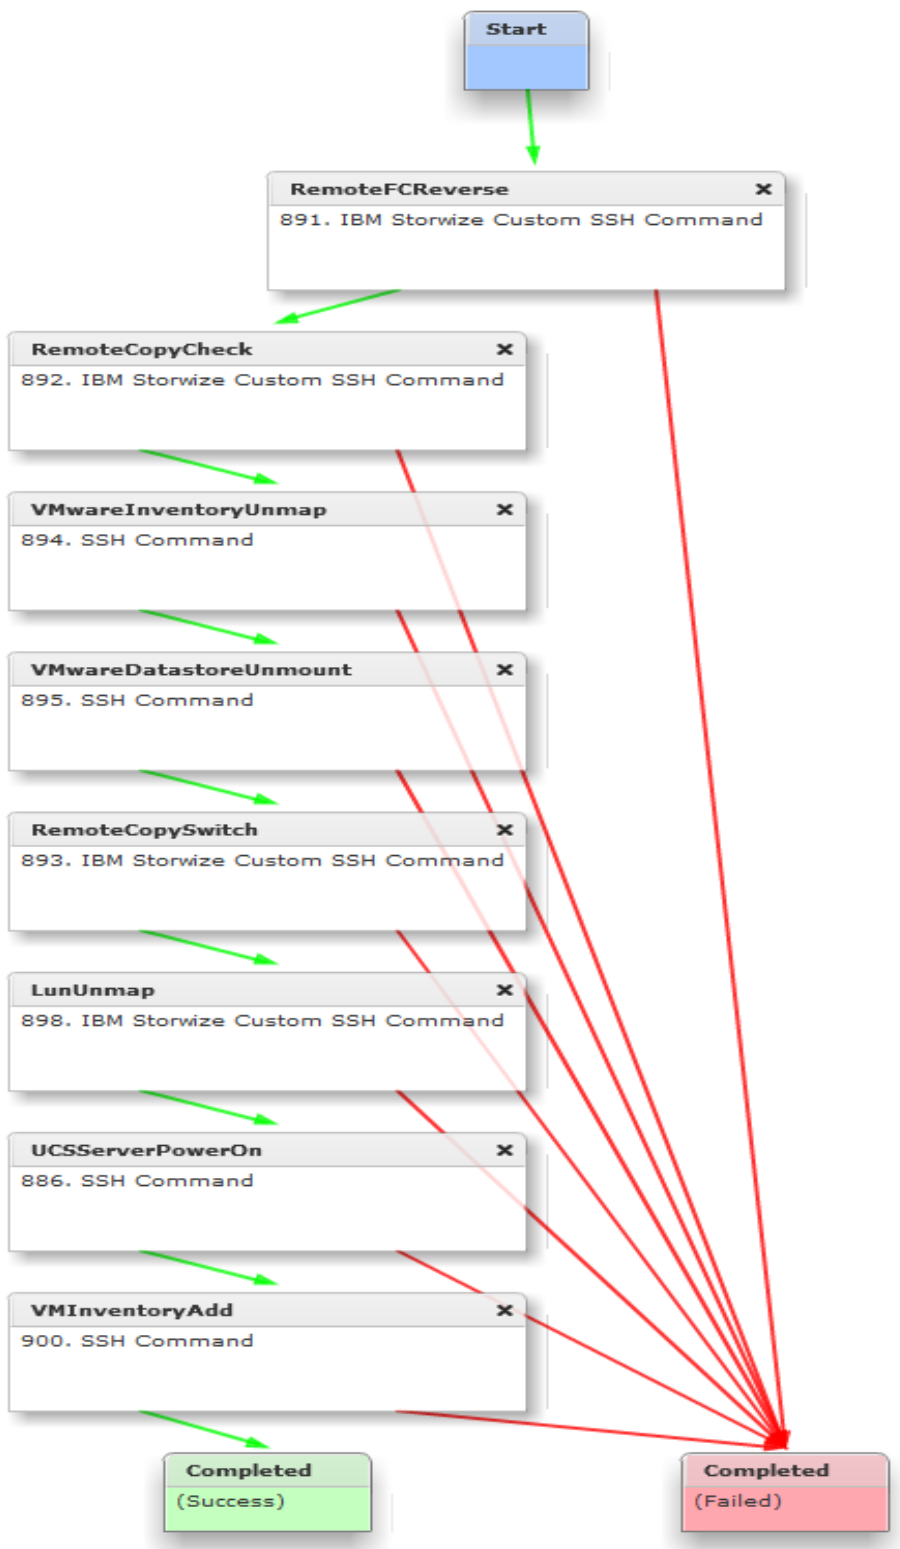 Start
RemoteFCReverse
891. IBM Storwize Custom SSH Command
RemoteCopyCheck
892. IBM Storwize Custom SSH Command
VMwareInventoryUnmap
894. SSH Command
VMwareDatastoreUnmount
895. SSH Command
RemoteCopySwitch
893. IBM Storwize Custom SSH Command
LunUnmap
898. IBM Storwize Custom SSH Command
UCSServerPowerOn
886. SSH Command
VMInventoryAdd
900. SSH Command
Completed
(Success)
Completed
(Failed)